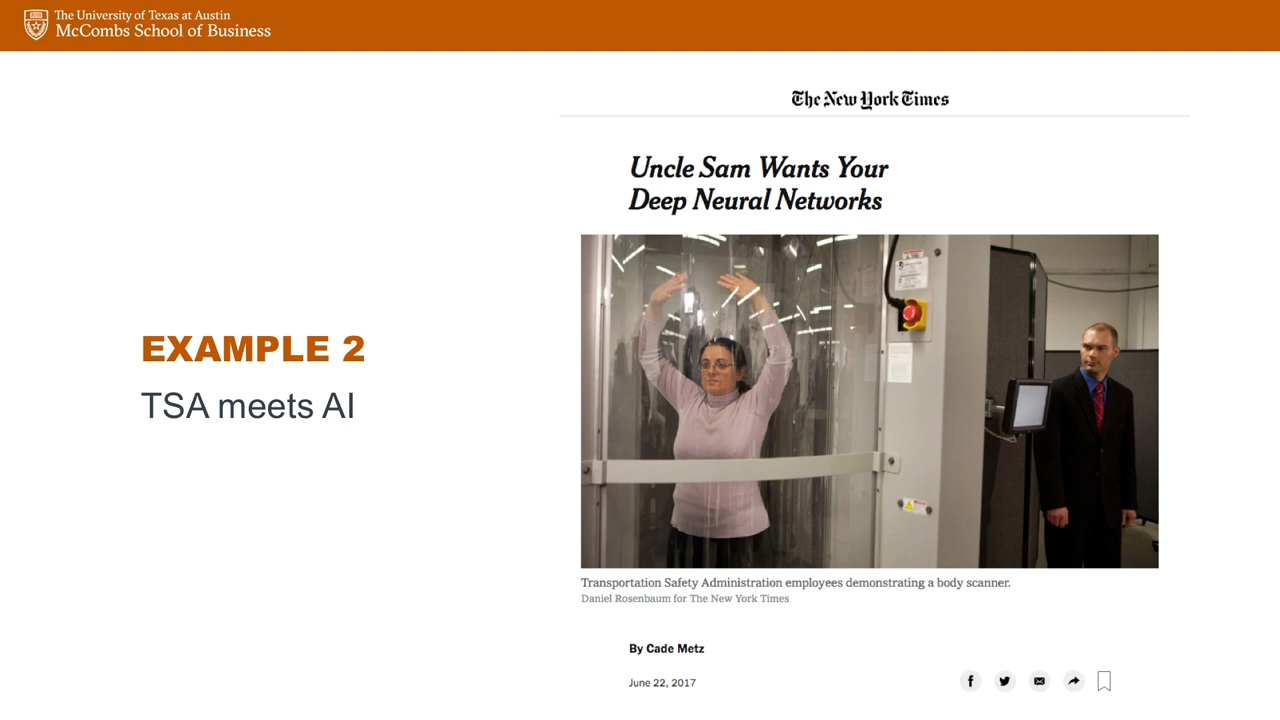 The University of Texas at Austin
McCombs School of Business
EXAMPLE 2
TSA meets AI
The New York Times
Uncle Sam Wants Your
Deep Neural Networks
Transportation Safety Administration employees demonstrating a body scanner.
Daniel Rosenbaum for The New York Times
By Cade Metz
June 22, 2017